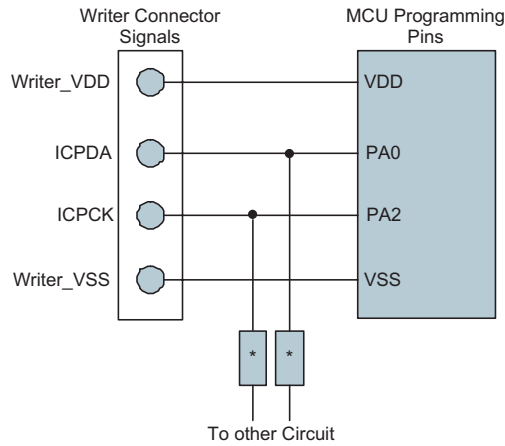 Writer Connector
Signals
MCU Programming
Pins
Writer_VDD
VDD
ICPDA
PA0
ICPCK
PA2
Writer_VSS
VSS
* *
To other Circuit